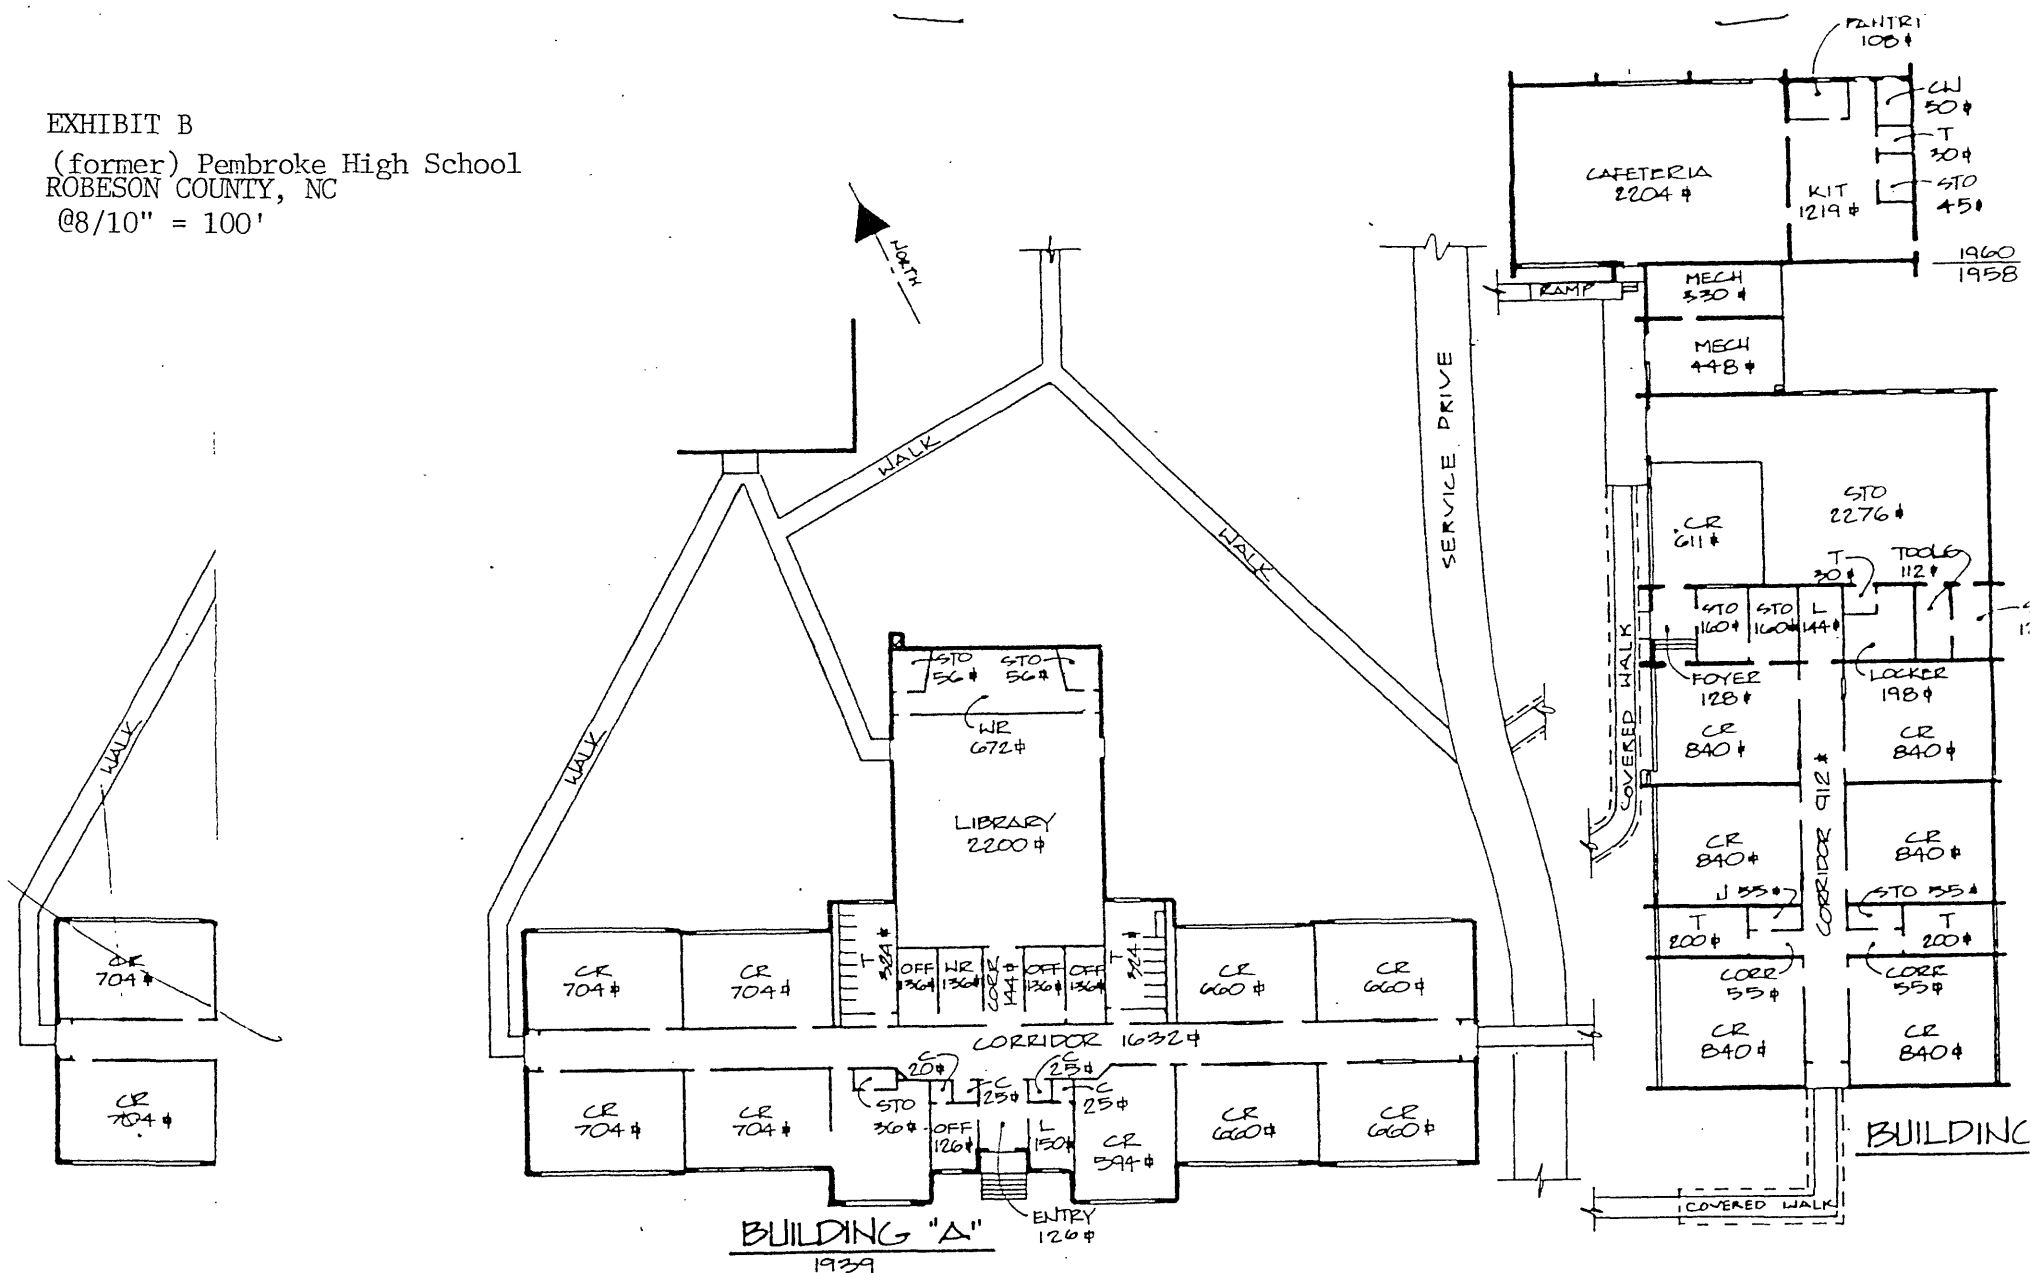 EXHIBIT B
(former) Pembroke High School
ROBESON COUNTY, NC
@8/10" = 100'
NORTH
WALK
WALK
WALK
WALK
SERVICE DRIVE
CR
704⌽
CR
704⌽
STO
56⌽
STO
56⌽
WR
672⌽
LIBRARY
2200⌽
CR
704⌽
CR
704⌽
T
324⌽
OFF
136⌽
WR
136⌽
CORR
144⌽
OFF
136⌽
OFF
136⌽
T
324⌽
CR
660⌽
CR
660⌽
CORRIDOR 1632⌽
CR
704⌽
CR
704⌽
STO
36⌽
C
20⌽
C
25⌽
C
25⌽
C
25⌽
OFF
126⌽
L
150⌽
CR
594⌽
CR
660⌽
CR
660⌽
ENTRY
126⌽
BUILDING "A"
1939
PANTRY
108⌽
CAFETERIA
2204⌽
KIT
1219⌽
50⌽
T
30⌽
STO
45⌽
1960
1958
RAMP
MECH
330⌽
MECH
448⌽
CR
611⌽
STO
2276⌽
T
30⌽
TOOLS
112⌽
STO
160⌽
STO
160⌽
L
144⌽
COVERED WALK
FOYER
128⌽
LOCKER
198⌽
CR
840⌽
CR
840⌽
CORRIDOR 912⌽
CR
840⌽
CR
840⌽
J 55⌽
STO 55⌽
T
200⌽
T
200⌽
CORR
55⌽
CORR
55⌽
CR
840⌽
CR
840⌽
BUILDING
COVERED WALK